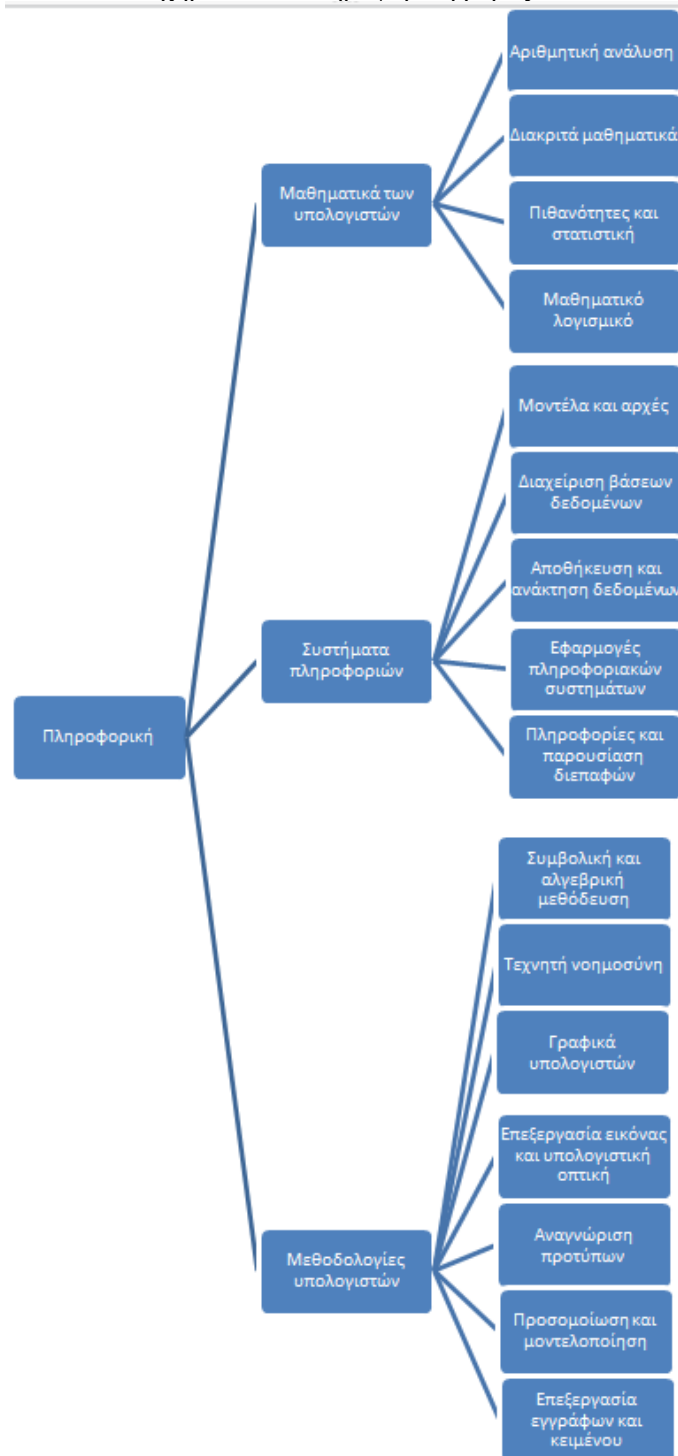 Αριθμητική ανάλυση
Διακριτά μαθηματικά
Μαθηματικά των
υπολογιστών
Πιθανότητες και
στατιστική
Μαθηματικό
λογισμικό
Μοντέλα και αρχές
Διαχείριση βάσεων
δεδομένων
Αποθήκευση και
ανάκτηση δεδομένων
Συστήματα
πληροφοριών
Εφαρμογές
πληροφοριακών
συστημάτων
Πληροφορική
Πληροφορίες και
παρουσίαση
διεπαφών
Συμβολική και
αλγεβρική
μεθόδευση
Τεχνητή νοημοσύνη
Γραφικά
υπολογιστών
Επεξεργασία εικόνας
και υπολογιστική
οπτική
Αναγνώριση
προτύπων
Μεθοδολογίες
υπολογιστών
Προσομοίωση και
μοντελοποίηση
Επεξεργασία
εγγράφων και
κειμένου